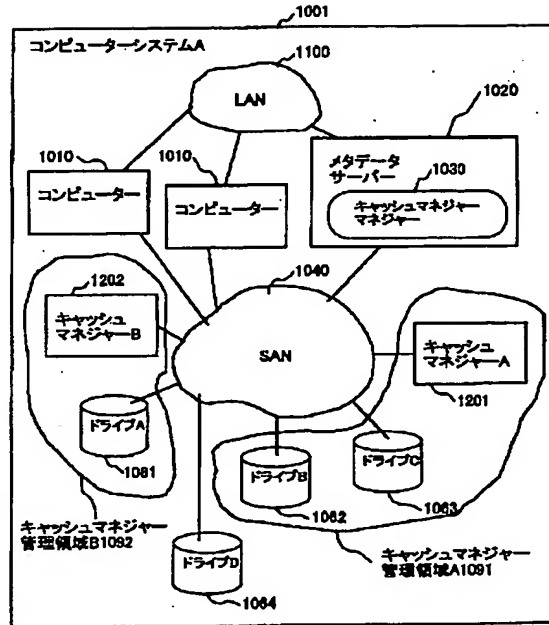 1001
コンピューターシステムA
1100
LAN
1020
1010
コンピューター
1010
コンピューター
メタデータ
サーバー
1030
キャッシュマネジャー
マネジャー
1040
SAN
1202
キャッシュ
マネジャーB
キャッシュ
マネジャーA
1201
ドライブA
1081
ドライブB
1062
ドライブC
1063
キャッシュマネジャー
管理領域B1092
ドライブD
1064
キャッシュマネジャー
管理領域A1091